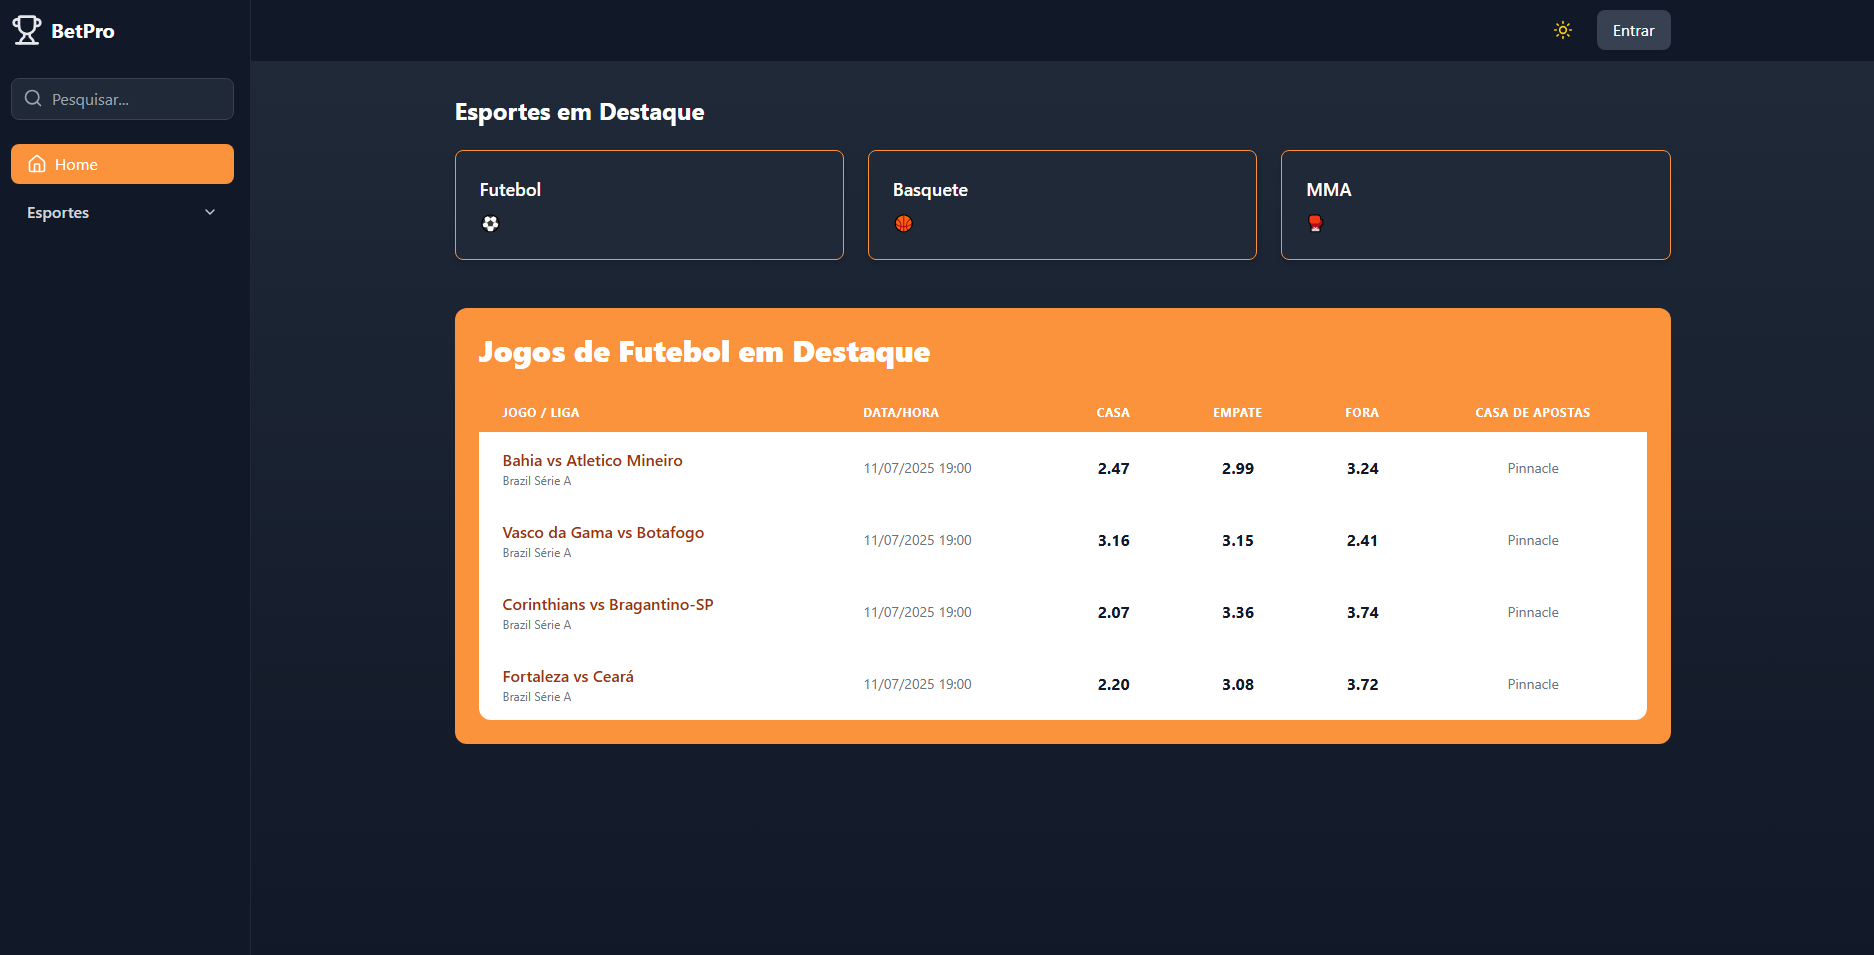 BetPro
Entrar
Pesquisar...
Home
Esportes
Esportes em Destaque
Futebol
Basquete
MMA
Jogos de Futebol em Destaque
JOGO / LIGA DATA/HORA CASA EMPATE FORA CASA DE APOSTAS
Bahia vs Atletico Mineiro
Brazil Série A
11/07/2025 19:00 2.47 2.99 3.24 Pinnacle
Vasco da Gama vs Botafogo
Brazil Série A
11/07/2025 19:00 3.16 3.15 2.41 Pinnacle
Corinthians vs Bragantino-SP
Brazil Série A
11/07/2025 19:00 2.07 3.36 3.74 Pinnacle
Fortaleza vs Ceará
Brazil Série A
11/07/2025 19:00 2.20 3.08 3.72 Pinnacle